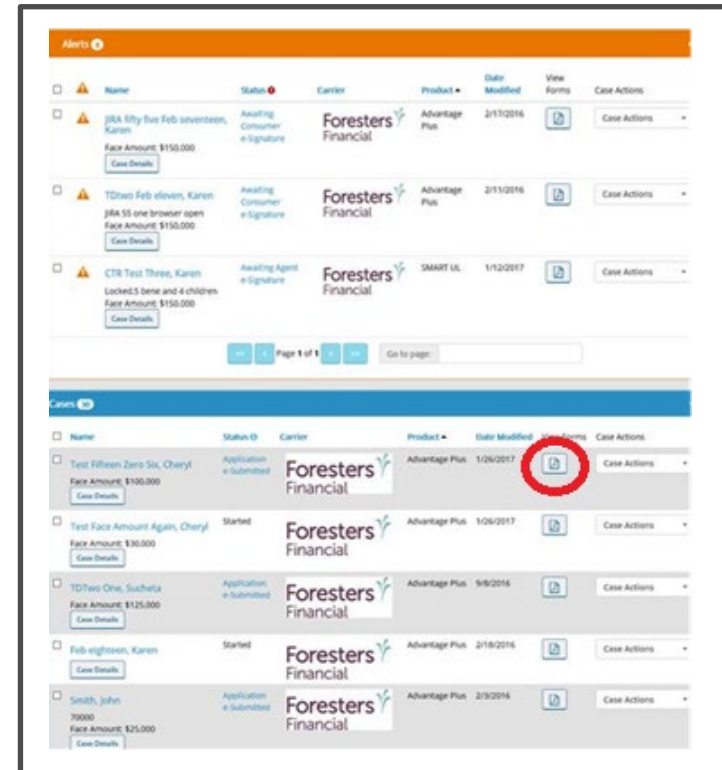 Alerts
Name Status Carrier Product Date Modified View Forms Case Actions
JIRA fifty five Feb seventeen, Karen
Face Amount: $150,000
Case Details
Awaiting Consumer e-Signature
Foresters Financial
Advantage Plus
2/17/2016
Case Actions
TDtwo Feb eleven, Karen
JIRA 55 one browser open
Face Amount: $150,000
Case Details
Awaiting Consumer e-Signature
Foresters Financial
Advantage Plus
2/11/2016
Case Actions
CTR Test Three, Karen
Locked.5 bene and 4 children
Face Amount: $150,000
Case Details
Awaiting Agent e-Signature
Foresters Financial
SMART UL
1/12/2017
Case Actions
<< < Page 1 of 1 > >> Go to page:
Cases 30
Name Status Carrier Product Date Modified View Forms Case Actions
Test Fifteen Zero Six, Cheryl
Face Amount: $100,000
Case Details
Application e-Submitted
Foresters Financial
Advantage Plus
1/26/2017
Case Actions
Test Face Amount Again, Cheryl
Face Amount: $30,000
Case Details
Started
Foresters Financial
Advantage Plus
1/26/2017
Case Actions
TDTwo One, Sucheta
Face Amount: $125,000
Case Details
Application e-Submitted
Foresters Financial
Advantage Plus
9/8/2016
Case Actions
Feb eighteen, Karen
Case Details
Started
Foresters Financial
Advantage Plus
2/18/2016
Case Actions
Smith, John
70000
Face Amount: $25,000
Case Details
Application e-Submitted
Foresters Financial
Advantage Plus
2/3/2016
Case Actions